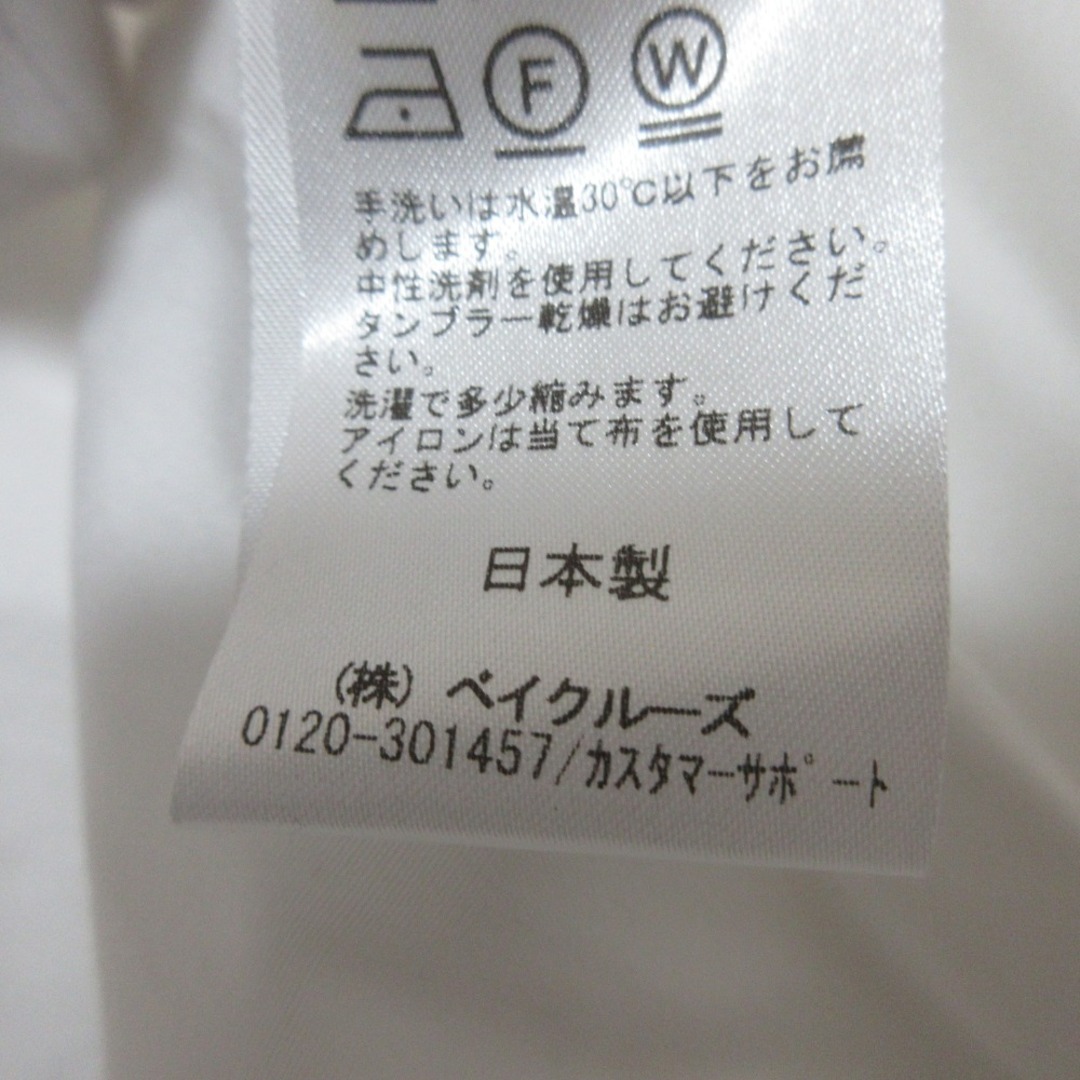 F W
手洗いは水温30℃以下をお薦
めします。
中性洗剤を使用してください。
タンブラー乾燥はお避けくだ
さい。
洗濯で多少縮みます。
アイロンは当て布を使用して
ください。
日本製
(株) ベイクルーズ
0120-301457/カスタマーサポート